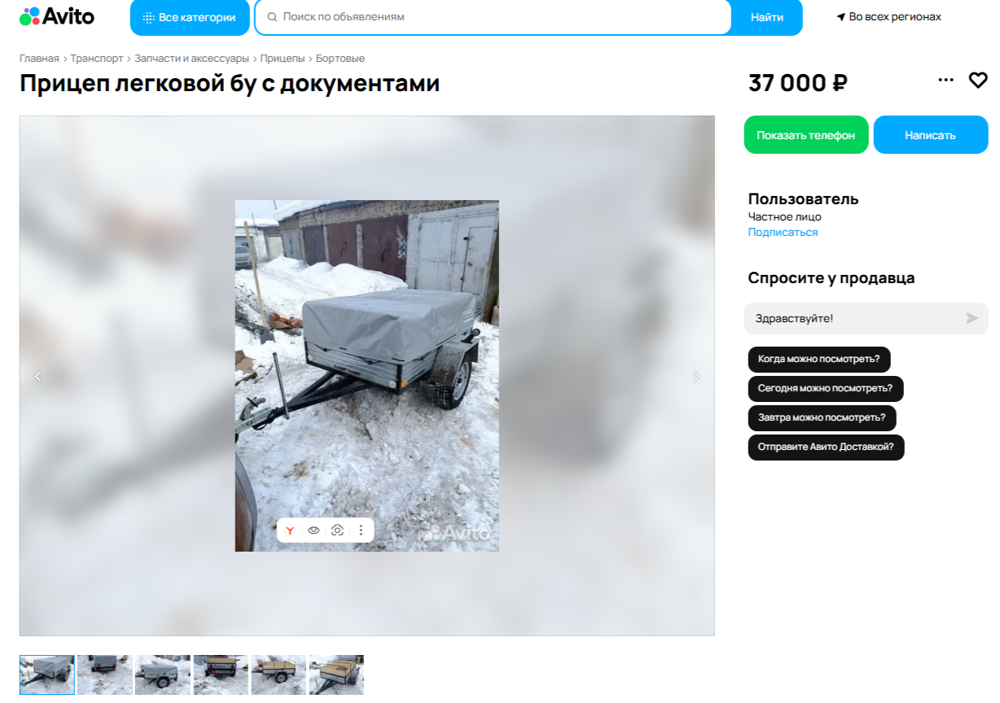 Avito
Все категории
Поиск по объявлениям
Найти
Во всех регионах
Главная > Транспорт > Запчасти и аксессуары > Прицепы > Бортовые
Прицеп легковой бу с документами
37 000 ₽
Показать телефон
Написать
Пользователь
Частное лицо
Подписаться
Спросите у продавца
Здравствуйте!
Когда можно посмотреть?
Сегодня можно посмотреть?
Завтра можно посмотреть?
Отправите Авито Доставкой?
Avito